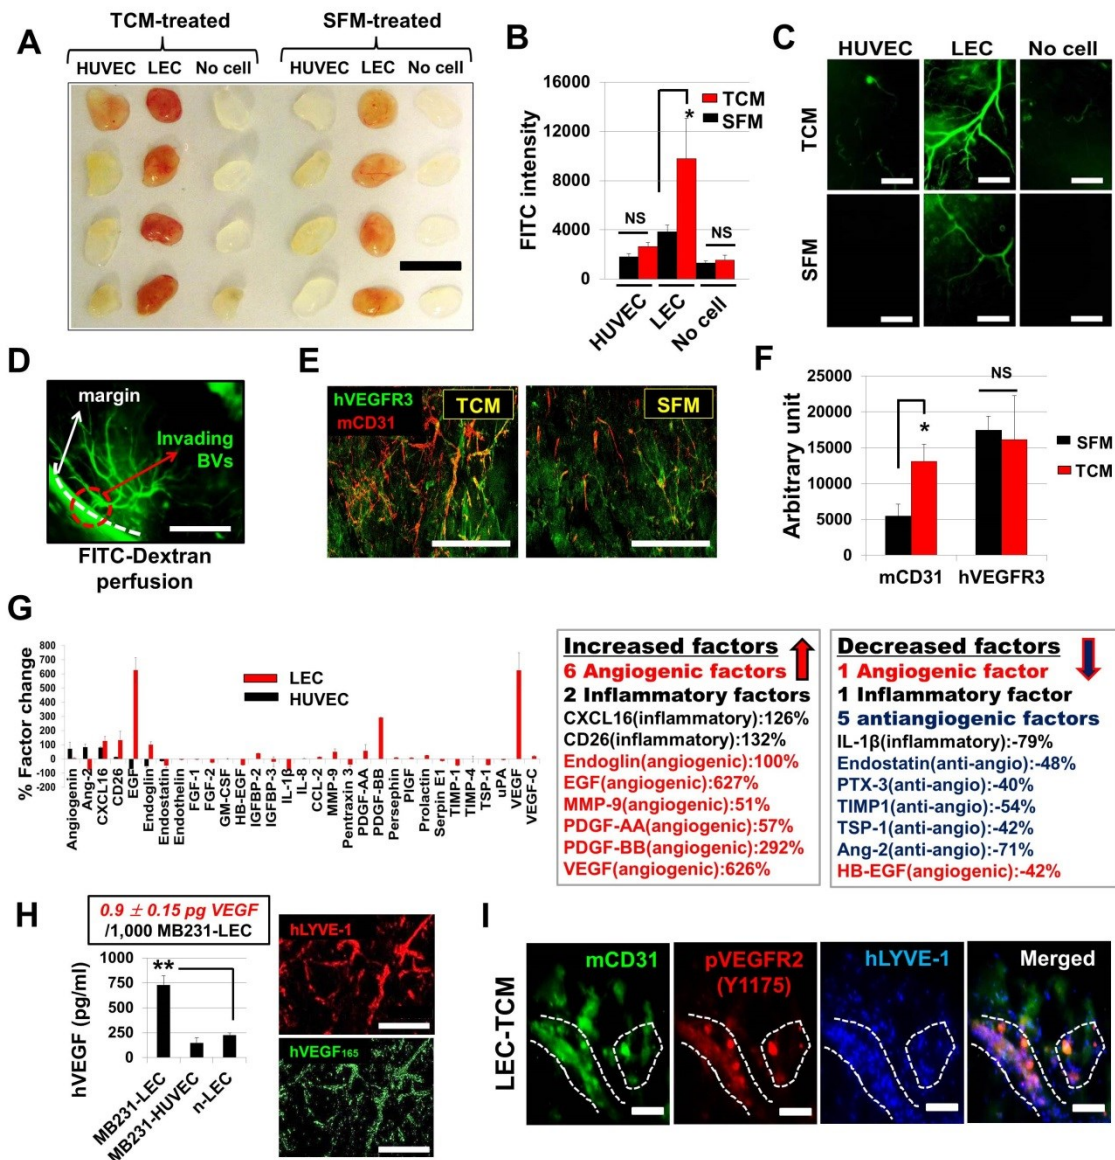 A
TCM-treated
SFM-treated
HUVEC LEC No cell HUVEC LEC No cell
B
FITC intensity
16000
12000
8000
4000
0
TCM
SFM
*
NS
NS
HUVEC
LEC
No cell
C
HUVEC LEC No cell
TCM
SFM
D
margin
Invading
BVs
FITC-Dextran
perfusion
E
hVEGFR3
mCD31
TCM
SFM
F
Arbitrary unit
25000
20000
15000
10000
5000
0
NS
*
SFM
TCM
mCD31 hVEGFR3
G
% Factor change
800
700
600
500
400
300
200
100
0
-100
LEC
HUVEC
Angiogenin
Ang-2
CXCL16
CD26
EGF
Endoglin
Endostatin
Endothelin
FGF-1
FGF-2
GM-CSF
HB-EGF
IGFBP-2
IGFBP-3
IL-1β
IL-8
CCL-2
MMP-9
Pentraxin 3
PDGF-AA
PDGF-BB
Persephin
PIGF
Prolactin
Serpin E1
TIMP-1
TIMP-4
TSP-1
uPA
VEGF
VEGF-C
Increased factors
6 Angiogenic factors
2 Inflammatory factors
CXCL16(inflammatory):126%
CD26(inflammatory):132%
Endoglin(angiogenic):100%
EGF(angiogenic):627%
MMP-9(angiogenic):51%
PDGF-AA(angiogenic):57%
PDGF-BB(angiogenic):292%
VEGF(angiogenic):626%
Decreased factors
1 Angiogenic factor
1 Inflammatory factor
5 antiangiogenic factors
IL-1β(inflammatory):-79%
Endostatin(anti-angio):-48%
PTX-3(anti-angio):-40%
TIMP1(anti-angio):-54%
TSP-1(anti-angio):-42%
Ang-2(anti-angio):-71%
HB-EGF(angiogenic):-42%
H
0.9 ± 0.15 pg VEGF
/1,000 MB231-LEC
hVEGF (pg/ml)
1000
750
500
250
0
**
MB231-LEC
MB231-HUVEC
n-LEC
hLYVE-1
hVEGF165
I
LEC-TCM
mCD31
pVEGFR2
(Y1175)
hLYVE-1
Merged